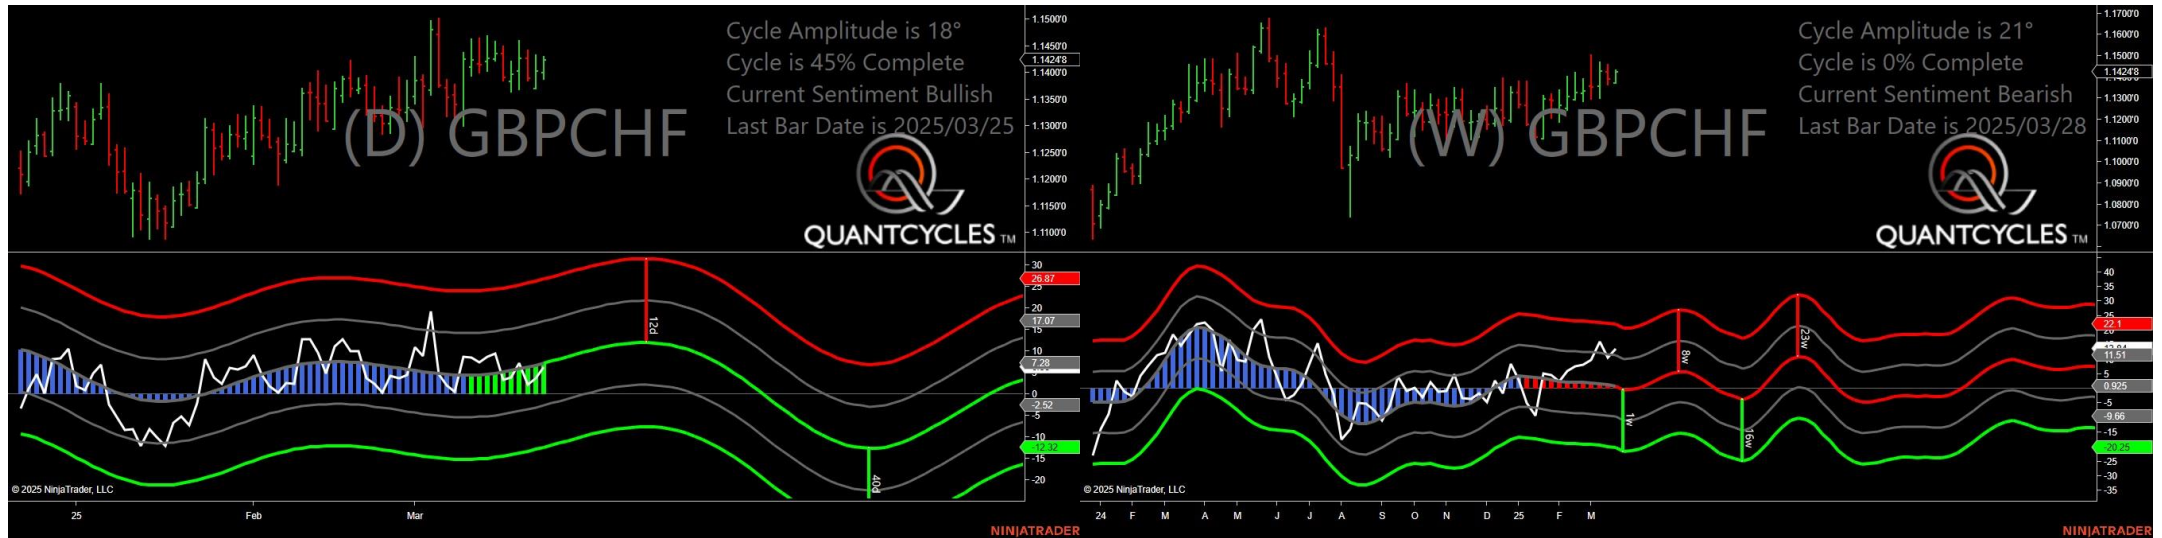 Cycle Amplitude is 18°
Cycle is 45% Complete
Current Sentiment Bullish
Last Bar Date is 2025/03/25
(D) GBPCHF
QUANTCYCLES TM
1.1500'0
1.1450'0
1.1424'8
1.1400'0
1.1350'0
1.1300'0
1.1250'0
1.1200'0
1.1150'0
1.1100'0
30
26.87
25
20
17.07
15
10
7.28
0
-2.52
-5
-10
-12.32
-15
-20
12d
40d
© 2025 NinjaTrader, LLC
25 Feb Mar
NINJATRADER
Cycle Amplitude is 21°
Cycle is 0% Complete
Current Sentiment Bearish
Last Bar Date is 2025/03/28
(W) GBPCHF
QUANTCYCLES TM
1.1700'0
1.1600'0
1.1500'0
1.1424'8
1.1300'0
1.1200'0
1.1100'0
1.1000'0
1.0900'0
1.0800'0
1.0700'0
40
35
30
25
22.1
11.51
5
0.925
-5
-9.66
-15
-20.25
-25
-30
-35
1w
8w
16w
23w
© 2025 NinjaTrader, LLC
24 F M A M J J A S O N D 25 F M
NINJATRADER